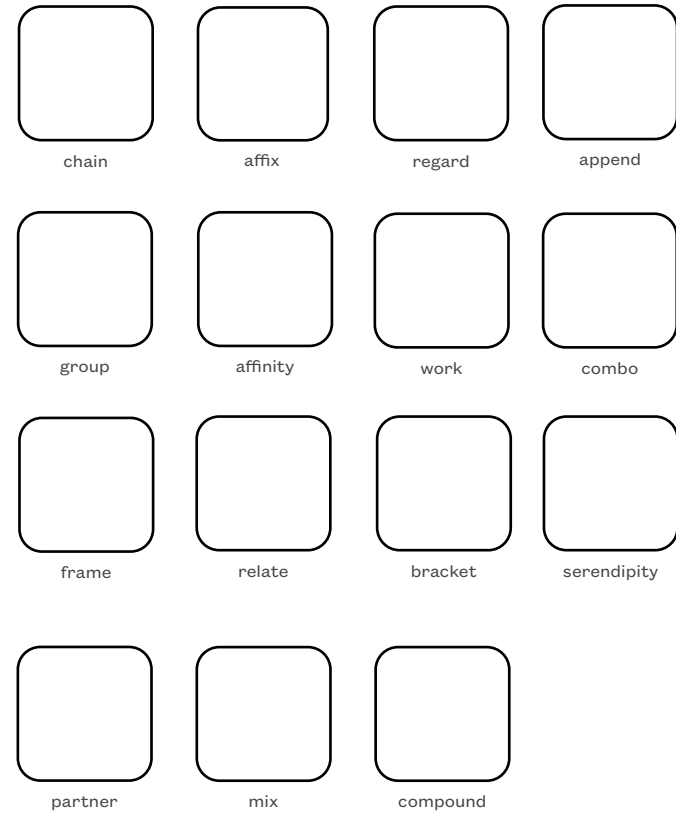 chain affix regard append
group affinity work combo
frame relate bracket serendipity
partner mix compound